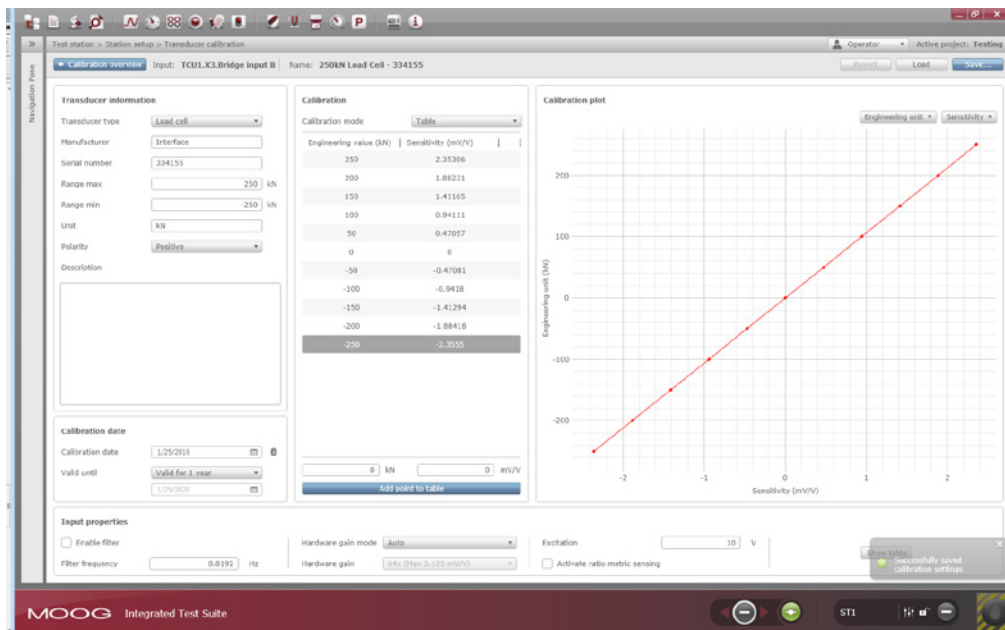 Test station > Station setup > Transducer calibration
Operator
Active project: Testing
Calibration overview
Input: TCU1.X3.Bridge input B
Name: 250kN Load Cell - 334155
Revert
Load
Save...
Navigation Pane
Transducer information
Transducer type
Load cell
Manufacturer
Interface
Serial number
334155
Range max
250 kN
Range min
-250 kN
Unit
kN
Polarity
Positive
Description
Calibration date
Calibration date
Valid until
Valid for 1 year
1/25/2020
Calibration
Calibration mode
Table
Engineering value (kN) Sensitivity (mV/V)
250 2.35306
200 1.88231
150 1.41165
100 0.94111
50 0.47057
0 0
-50 -0.47081
-100 -0.9418
-150 -1.41294
-200 -1.88418
-250 -2.3555
0 kN 0 mV/V
Add point to table
Calibration plot
Engineering unit
Sensitivity
Engineering unit (kN)
200
100
0
-100
-200
-2 -1 0 1 2
Sensitivity (mV/V)
Input properties
Enable filter
Filter frequency
0.8192 Hz
Hardware gain mode
Auto
Hardware gain
64x (Max 3.125 mV/V)
Excitation
10 V
Activate ratio metric sensing
Show table
Successfully saved
calibration settings
MOOG Integrated Test Suite
ST1